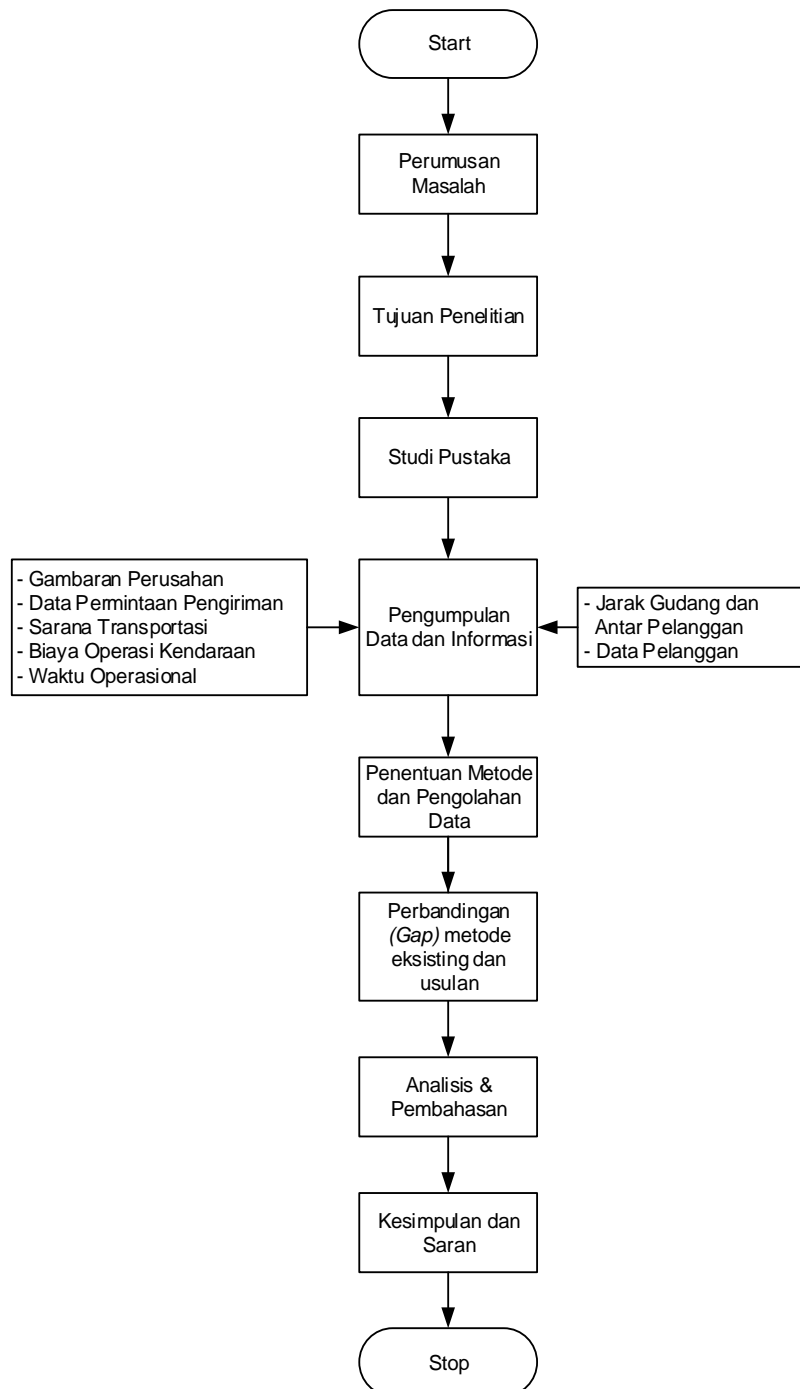 Start
Perumusan
Masalah
Tujuan Penelitian
Studi Pustaka
- Gambaran Perusahan
- Data Permintaan Pengiriman
- Sarana Transportasi
- Biaya Operasi Kendaraan
- Waktu Operasional
Pengumpulan
Data dan Informasi
- Jarak Gudang dan
Antar Pelanggan
- Data Pelanggan
Penentuan Metode
dan Pengolahan
Data
Perbandingan
(Gap) metode
eksisting dan
usulan
Analisis &
Pembahasan
Kesimpulan dan
Saran
Stop